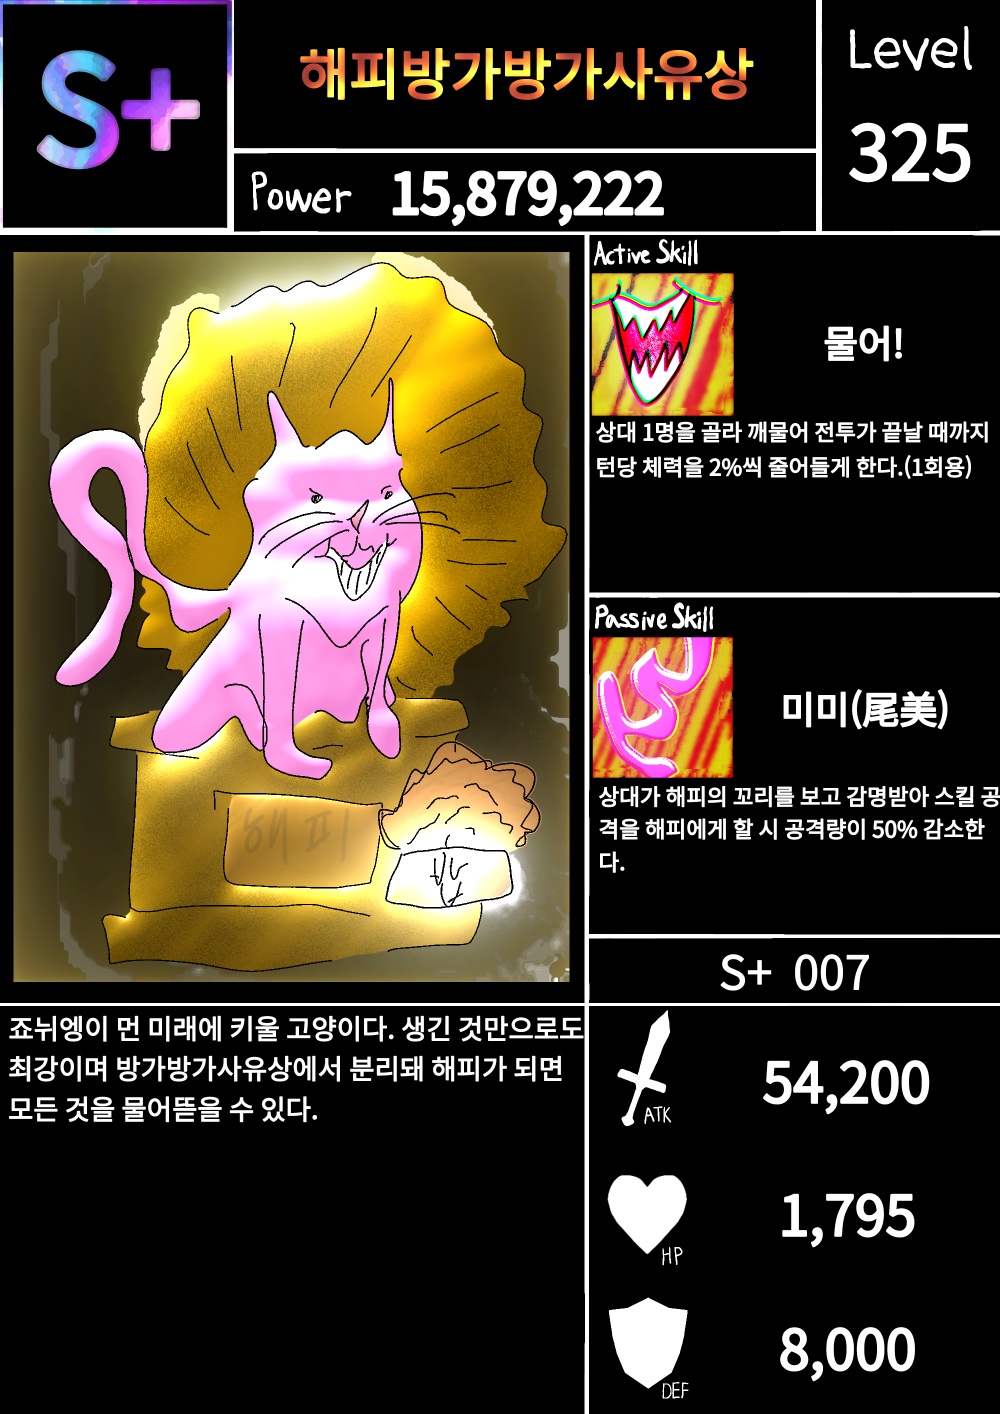 S+
해피방가방가사유상
Level
325
Power 15,879,222
Active Skill
물어!
상대 1명을 골라 깨물어 전투가 끝날 때까지
턴당 체력을 2%씩 줄어들게 한다.(1회용)
Passive Skill
미미(尾美)
상대가 해피의 꼬리를 보고 감명받아 스킬 공
격을 해피에게 할 시 공격량이 50% 감소한
다.
해피
S+ 007
죠뉘엥이 먼 미래에 키울 고양이다. 생긴 것만으로도
최강이며 방가방가사유상에서 분리돼 해피가 되면
모든 것을 물어뜯을 수 있다.
54,200
ATK
1,795
HP
8,000
DEF